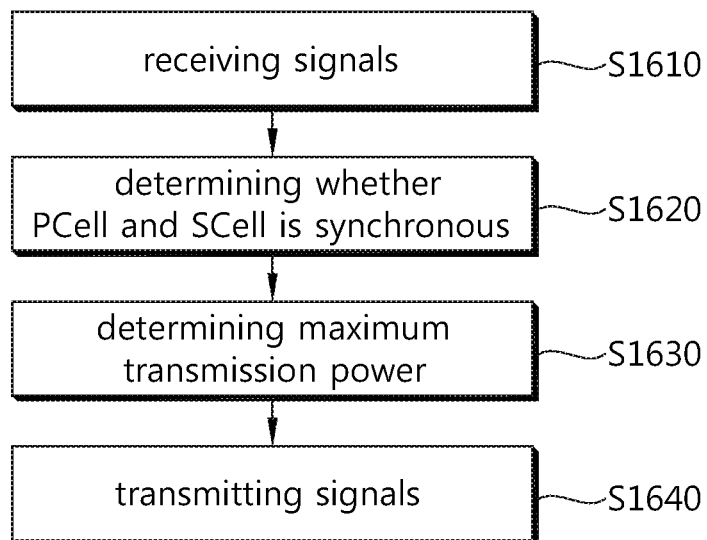 receiving signals
S1610
determining whether
PCell and SCell is synchronous
S1620
determining maximum
transmission power
S1630
transmitting signals
S1640